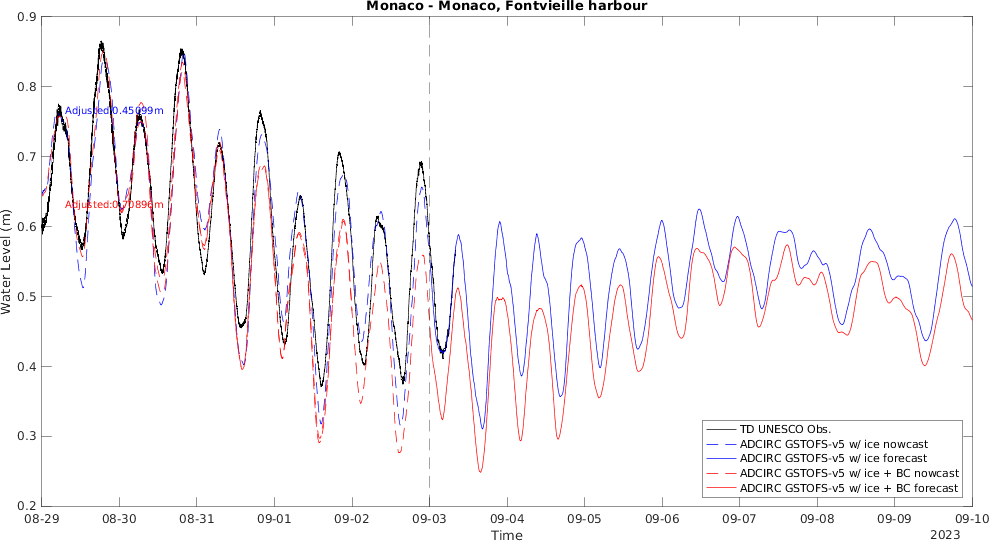 Monaco - Monaco, Fontvieille harbour
0.9
0.8
0.7
0.6
0.5
0.4
0.3
0.2
Water Level (m)
Adjusted:0.45099m
TD UNESCO Obs.
ADCIRC GSTOFS-v5 w/ ice nowcast
ADCIRC GSTOFS-v5 w/ ice forecast
ADCIRC GSTOFS-v5 w/ ice + BC nowcast
ADCIRC GSTOFS-v5 w/ ice + BC forecast
08-29 08-30 08-31 09-01 09-02 09-03 09-04 09-05 09-06 09-07 09-08 09-09 09-10
Time
2023